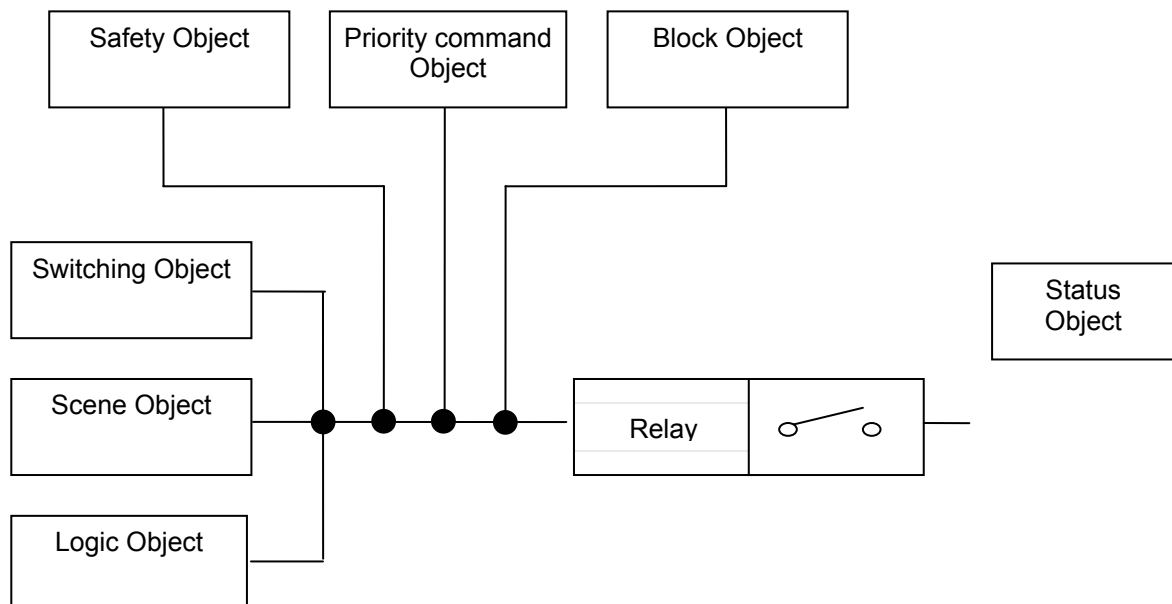 Safety Object
Priority command
Object
Block Object
Switching Object
Status
Object
Scene Object
Relay
Logic Object